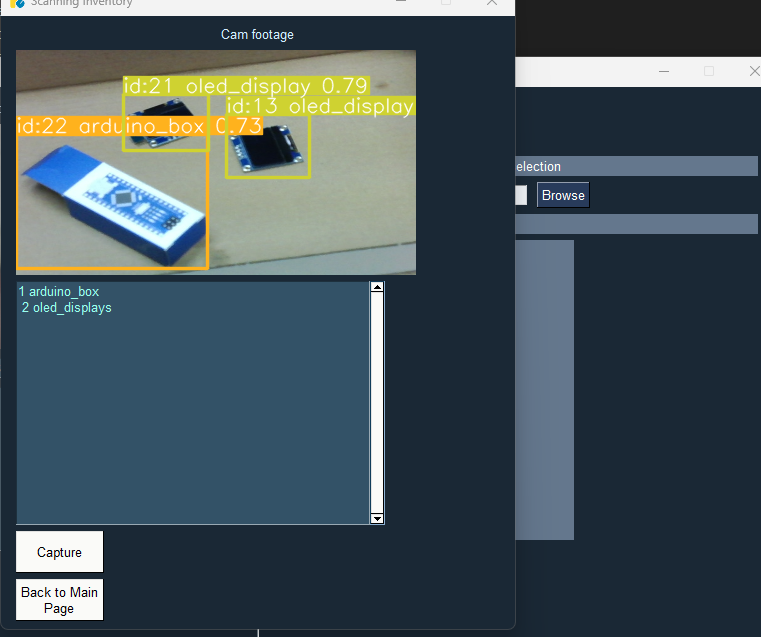 Scanning Inventory
Cam footage
id:21 oled_display 0.79
id:13 oled_display
id:22 arduino_box 0.73
1 arduino_box
2 oled_displays
Capture
Back to Main
Page
election
Browse